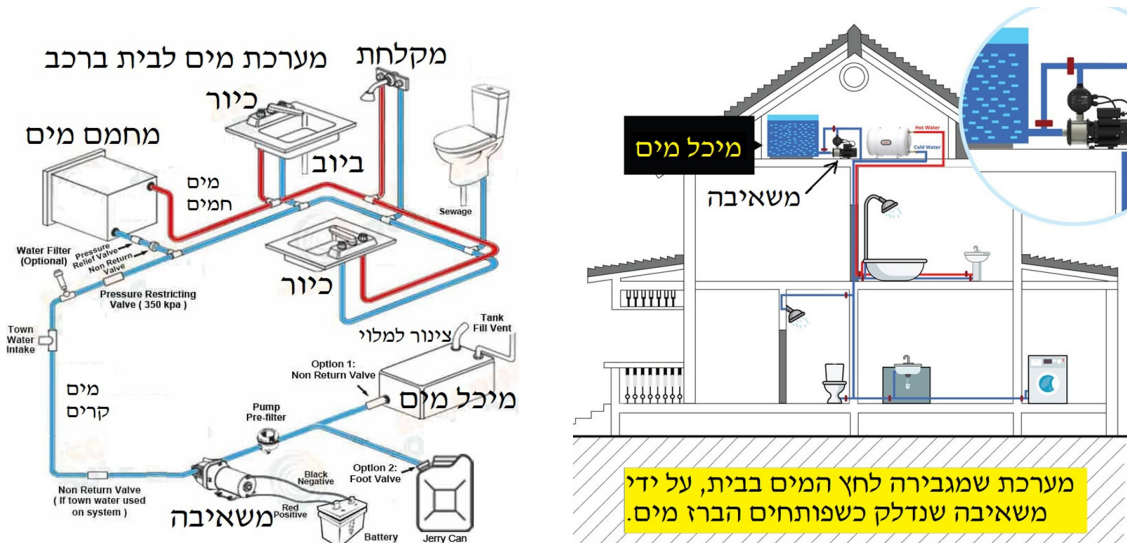 מערכת מים לבית ברכב
מקלחת
כיור
מחמם מים
ביוב
מים
חמים
Sewage
Water Filter
(Optional)
Pressure
Relief Valve
Non Return
Valve
כיור
Pressure Restricting
Valve ( 350 kpa )
Town
Water
Intake
צינור למלוי
Tank
Fill Vent
Option 1:
Non Return Valve
מיכל מים
מים
קרים
Pump
Pre-filter
Option 2:
Foot Valve
Non Return Valve
( If town water used
on system )
Black
Negative
Red
Positive
משאיבה
Battery
Jerry Can
מיכל מים
משאיבה
Hot Water
Cold Water
מערכת שמגבירה לחץ המים בבית, על ידי
משאיבה שנדלק כשפותחים הברז מים.